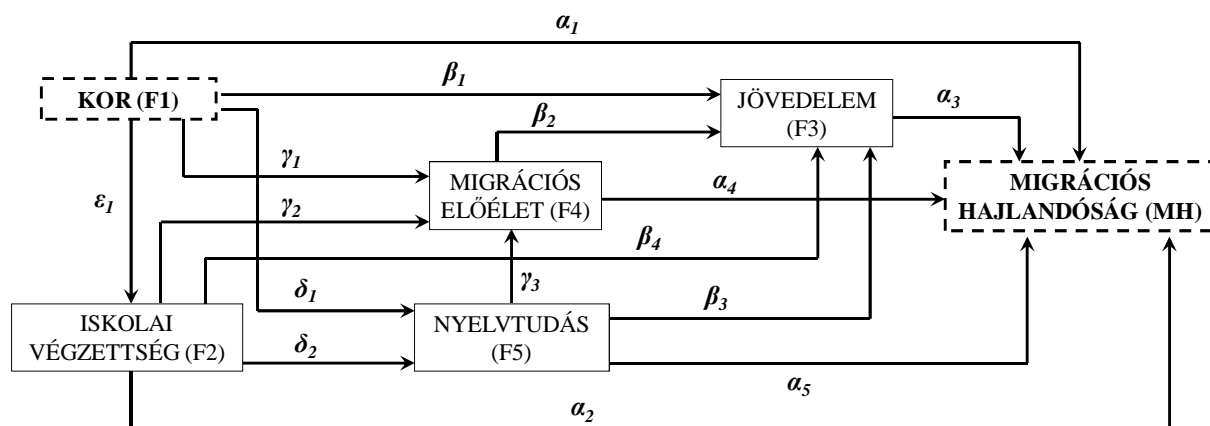 α1
KOR (F1)
β1
JÖVEDELEM
(F3)
α3
β2
γ1
MIGRÁCIÓS
ELŐÉLET (F4)
α4
MIGRÁCIÓS
HAJLANDÓSÁG (MH)
ε1
γ2
β4
γ3
δ1
β3
ISKOLAI
VÉGZETTSÉG (F2)
NYELVTUDÁS
(F5)
δ2
α5
α2